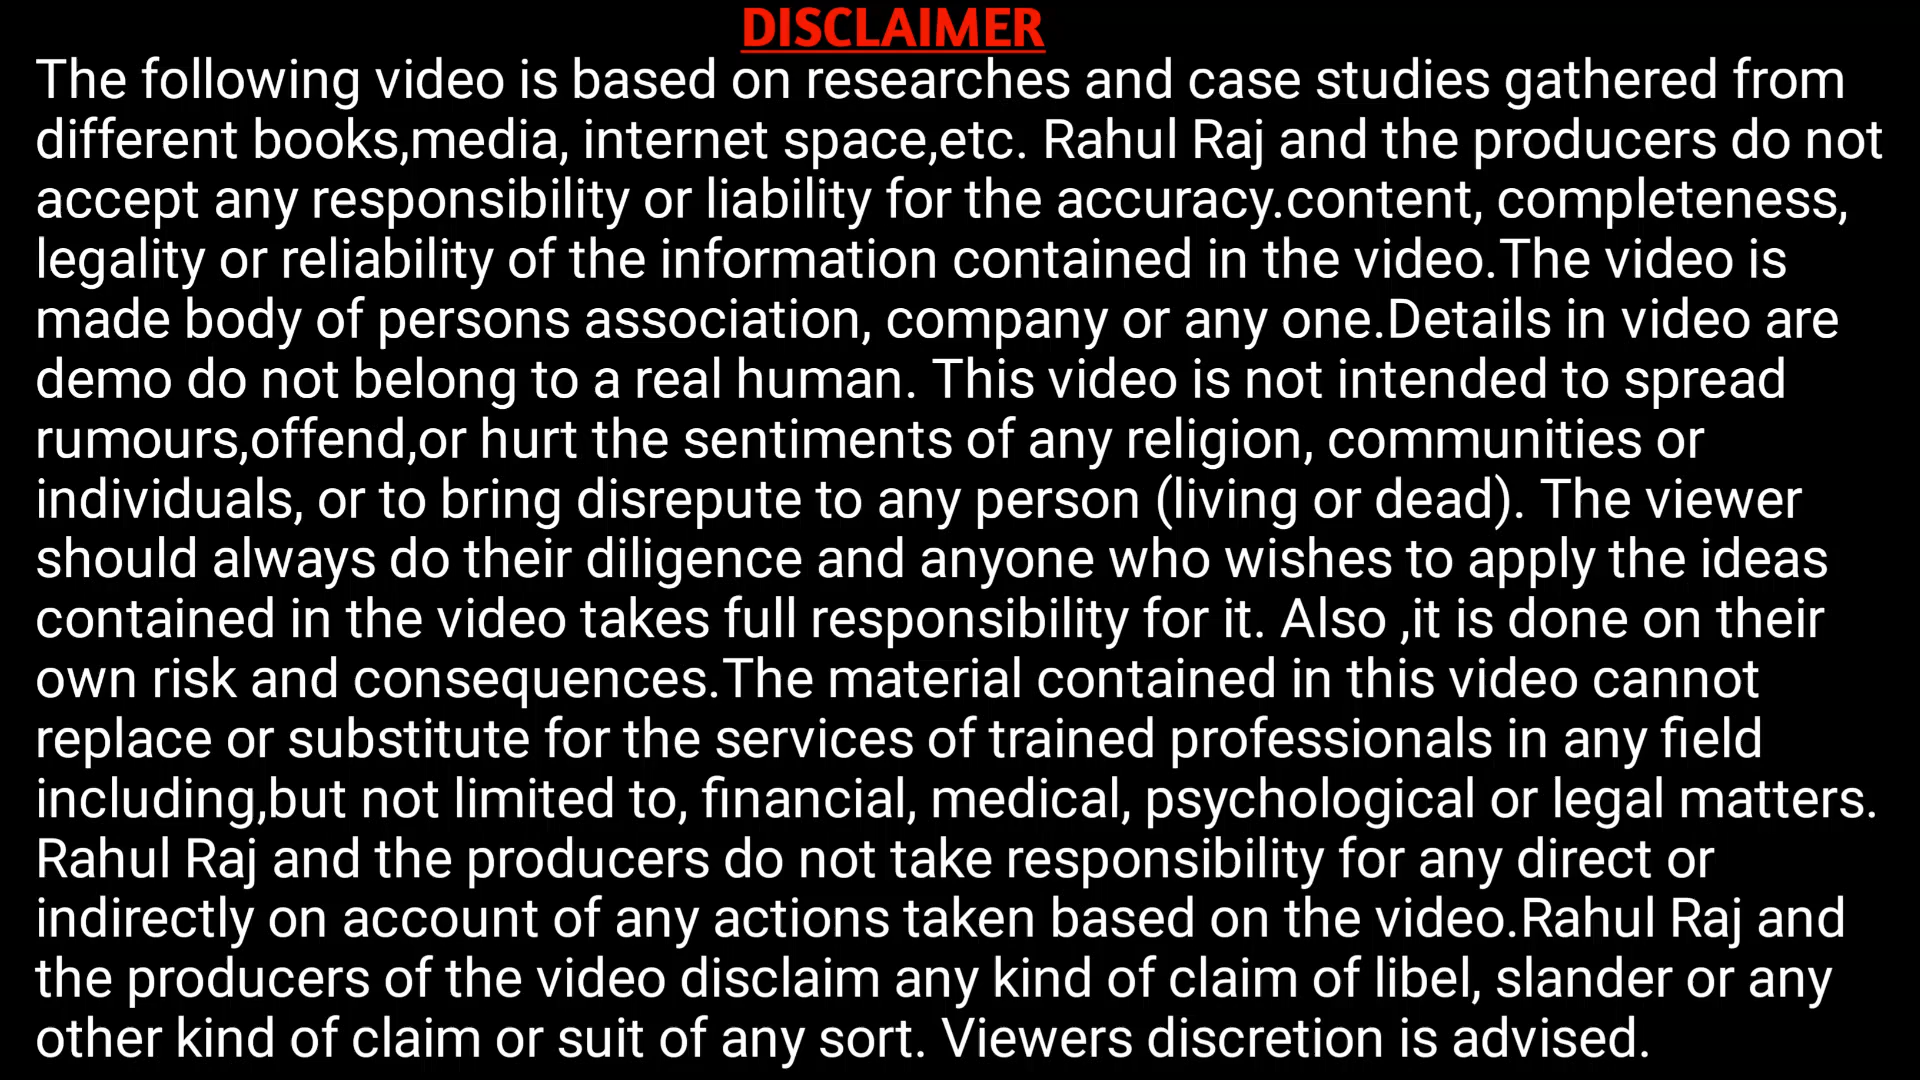 DISCLAIMER
The following video is based on researches and case studies gathered from
different books,media, internet space,etc. Rahul Raj and the producers do not
accept any responsibility or liability for the accuracy.content, completeness,
legality or reliability of the information contained in the video.The video is
made body of persons association, company or any one.Details in video are
demo do not belong to a real human. This video is not intended to spread
rumours,offend,or hurt the sentiments of any religion, communities or
individuals, or to bring disrepute to any person (living or dead). The viewer
should always do their diligence and anyone who wishes to apply the ideas
contained in the video takes full responsibility for it. Also ,it is done on their
own risk and consequences.The material contained in this video cannot
replace or substitute for the services of trained professionals in any field
including,but not limited to, financial, medical, psychological or legal matters.
Rahul Raj and the producers do not take responsibility for any direct or
indirectly on account of any actions taken based on the video.Rahul Raj and
the producers of the video disclaim any kind of claim of libel, slander or any
other kind of claim or suit of any sort. Viewers discretion is advised.